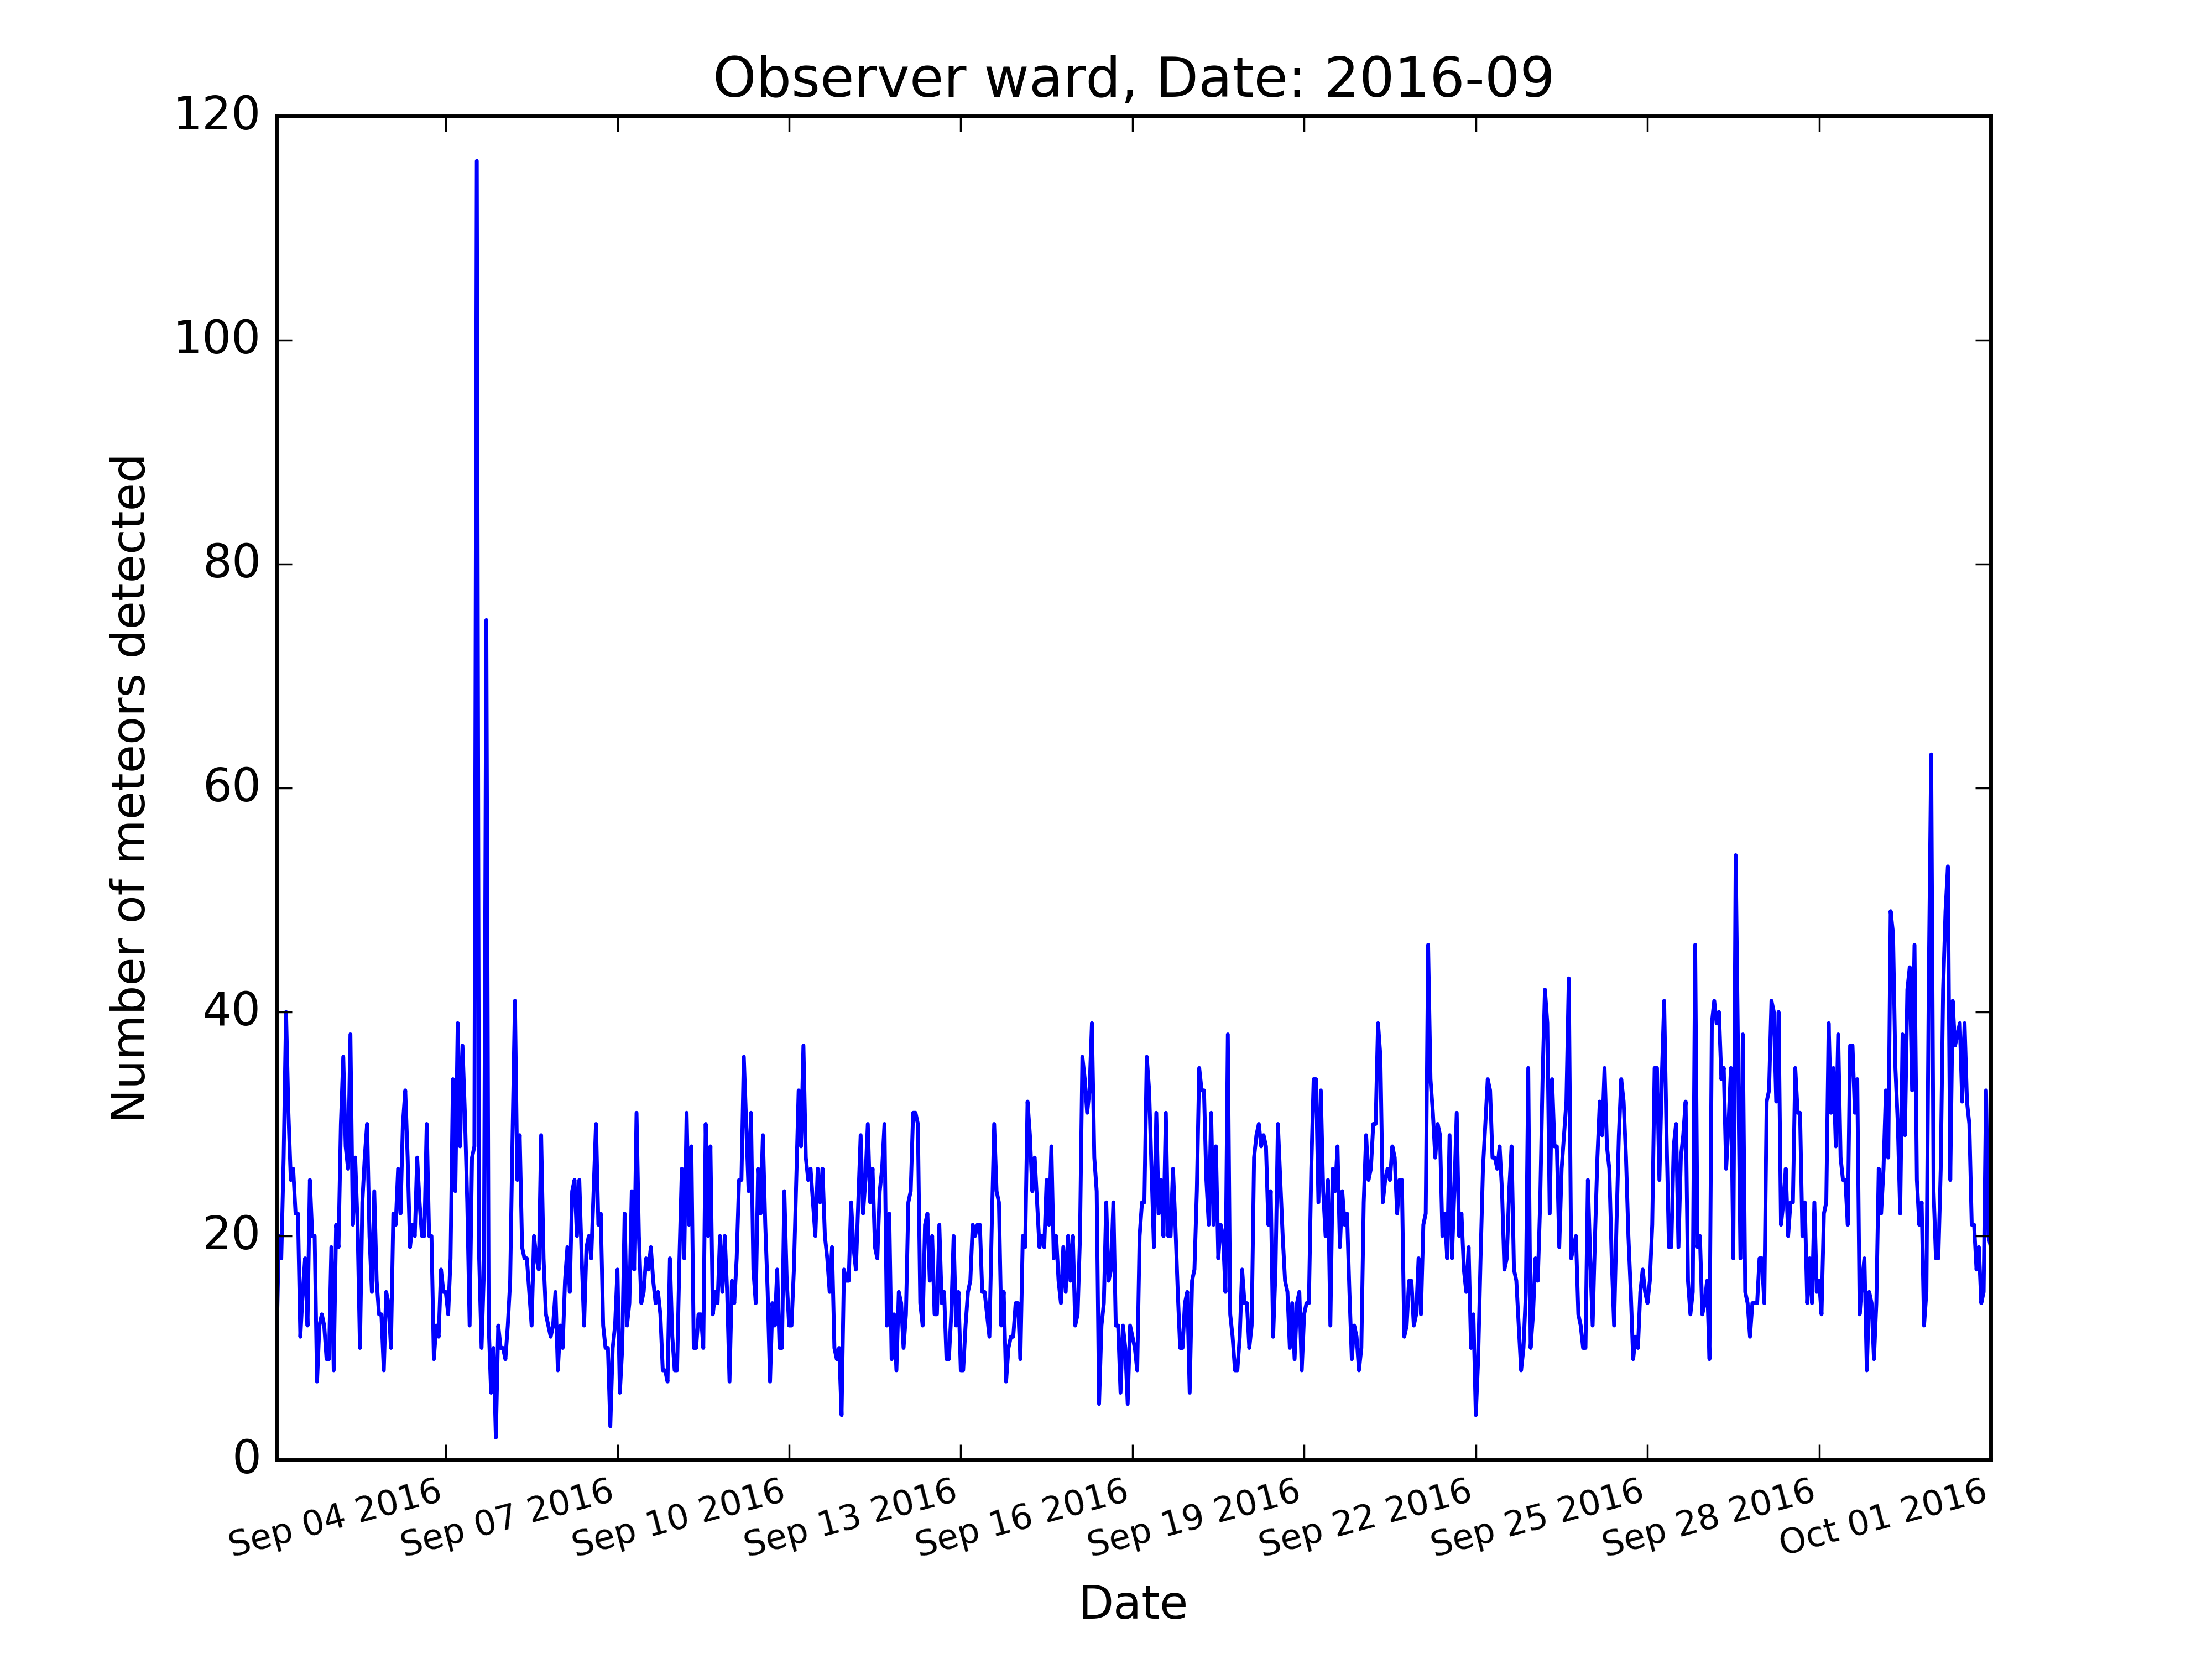 Observer ward, Date: 2016-09
120
100
80
60
40
20
0
Number of meteors detected
Sep 04 2016
Sep 07 2016
Sep 10 2016
Sep 13 2016
Sep 16 2016
Sep 19 2016
Sep 22 2016
Sep 25 2016
Sep 28 2016
Oct 01 2016
Date